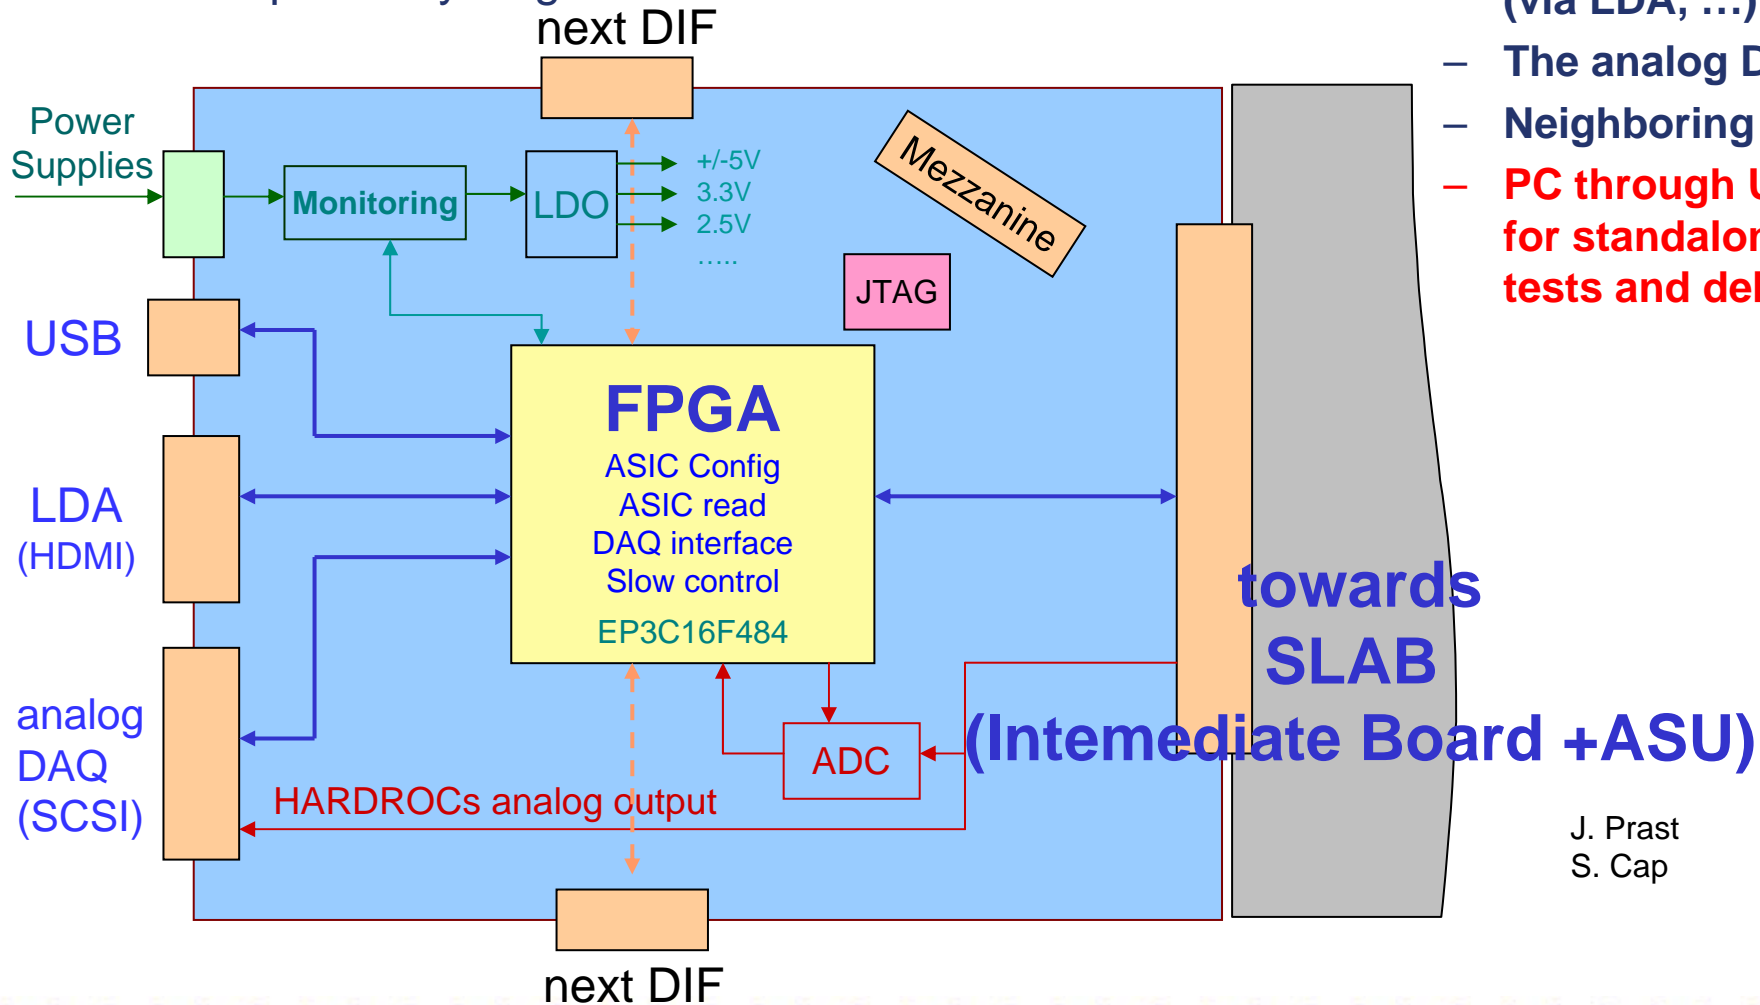 next DIF
(via LDA, ...)
– The analog
– Neighboring
– PC through
for
tests and
Power
Supplies
Monitoring
LDO
+/-5V
3.3V
2.5V
.....
Mezzanine
JTAG
USB
FPGA
ASIC Config
ASIC read
DAQ interface
Slow control
EP3C16F484
LDA
(HDMI)
towards
SLAB
(Intemediate Board +ASU)
analog
DAQ
(SCSI)
ADC
HARDROCs analog output
J. Prast
S. Cap
next DIF